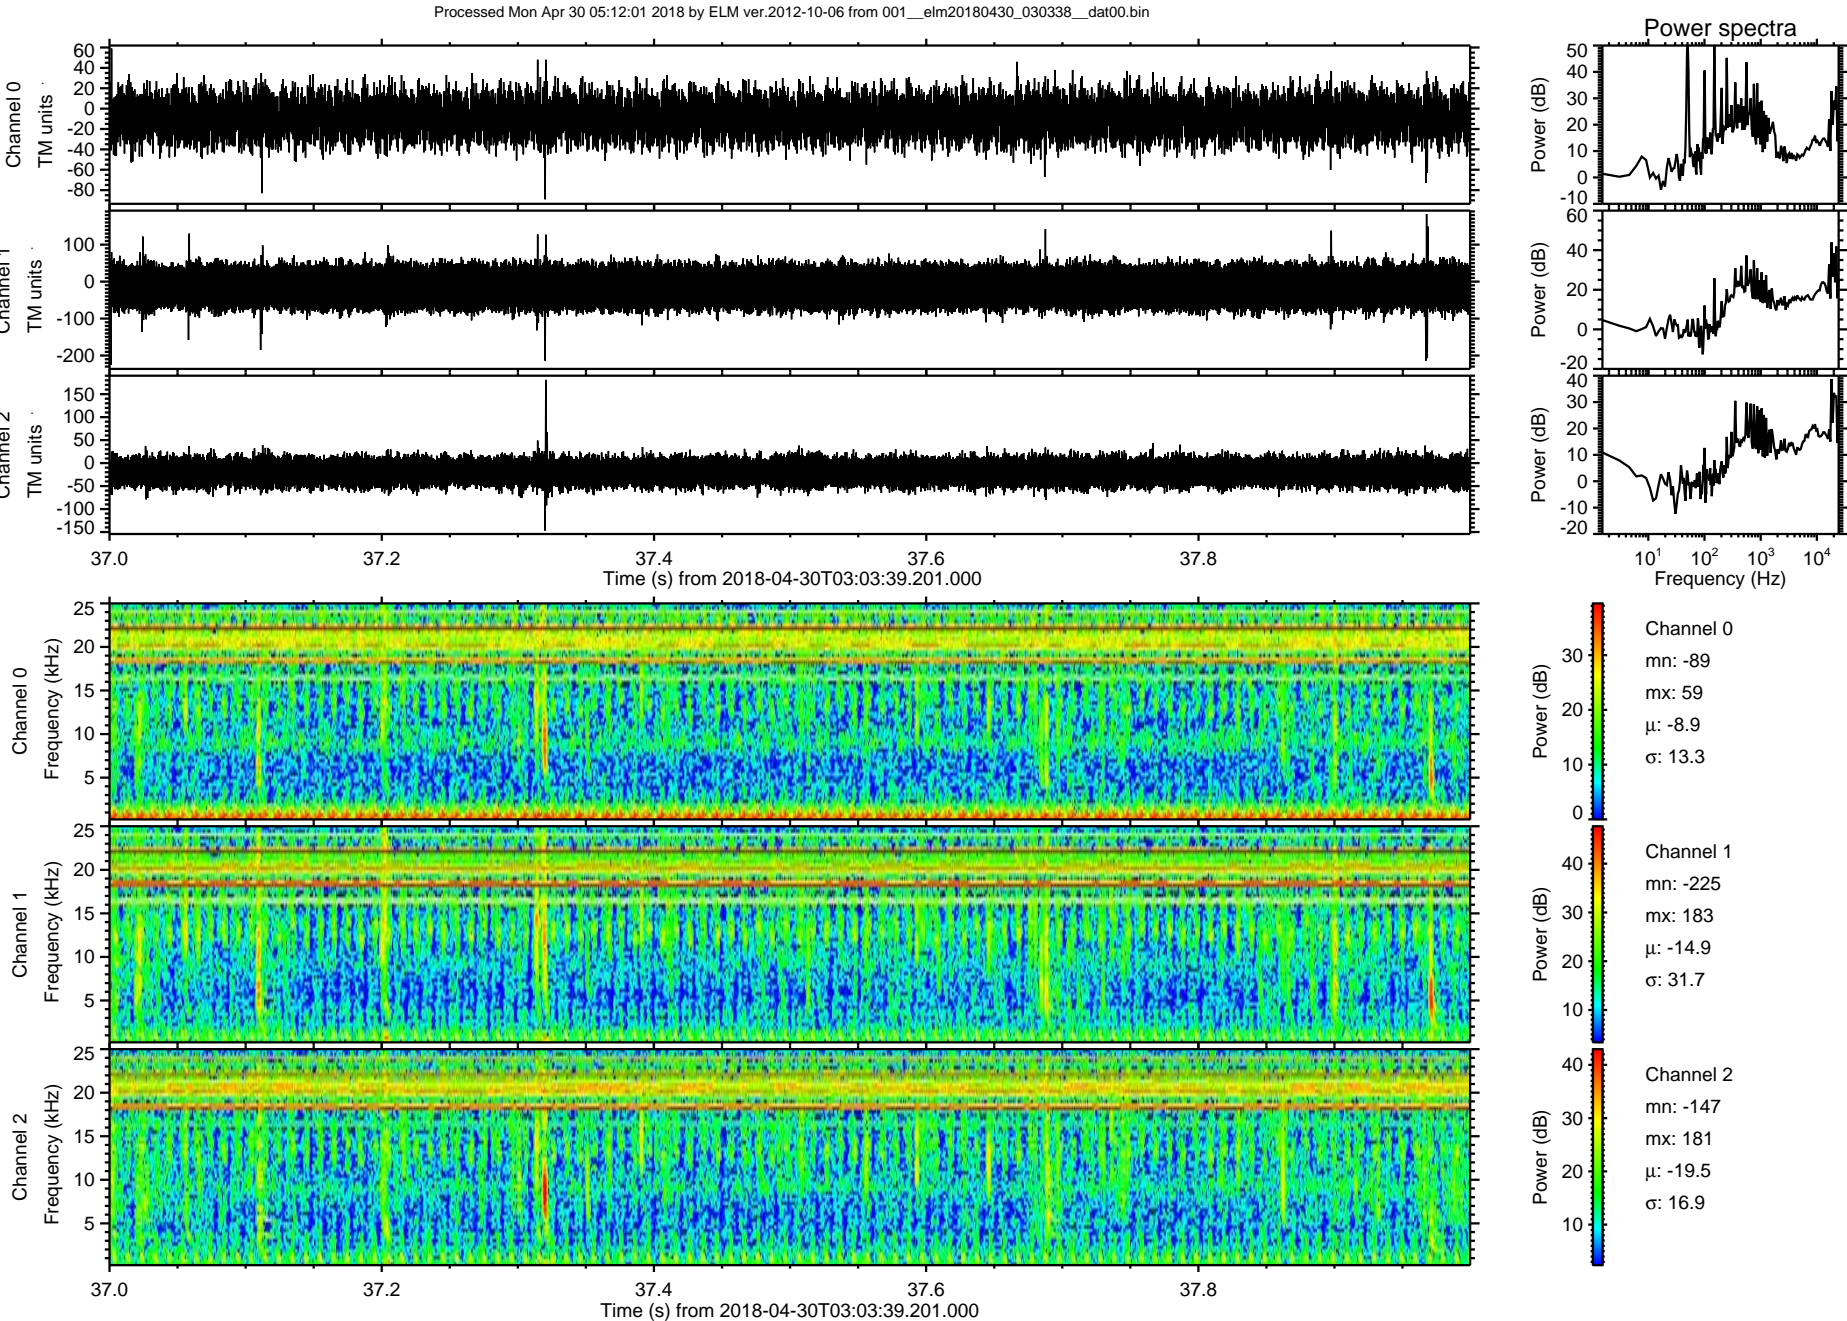 Processed Mon Apr 30 05:12:01 2018 by ELM ver.2012-10-06 from 001__elm20180430_030338__dat00.bin
Power spectra
Channel 0
TM units
60
40
20
0
-20
-40
-60
-80
Power (dB)
50
40
30
20
10
0
-10
Channel 1
TM units
100
0
-100
-200
Power (dB)
60
40
20
0
-20
Channel 2
TM units
150
100
50
0
-50
-100
-150
Power (dB)
40
30
20
10
0
-10
-20
37.0 37.2 37.4 37.6 37.8
Time (s) from 2018-04-30T03:03:39.201.000
10^1 10^2 10^3 10^4
Frequency (Hz)
Channel 0
Frequency (kHz)
25
20
15
10
5
Power (dB)
30
20
10
0
Channel 0
mn: -89
mx: 59
μ: -8.9
σ: 13.3
Channel 1
Frequency (kHz)
25
20
15
10
5
Power (dB)
40
30
20
10
Channel 1
mn: -225
mx: 183
μ: -14.9
σ: 31.7
Channel 2
Frequency (kHz)
25
20
15
10
5
Power (dB)
40
30
20
10
Channel 2
mn: -147
mx: 181
μ: -19.5
σ: 16.9
37.0 37.2 37.4 37.6 37.8
Time (s) from 2018-04-30T03:03:39.201.000